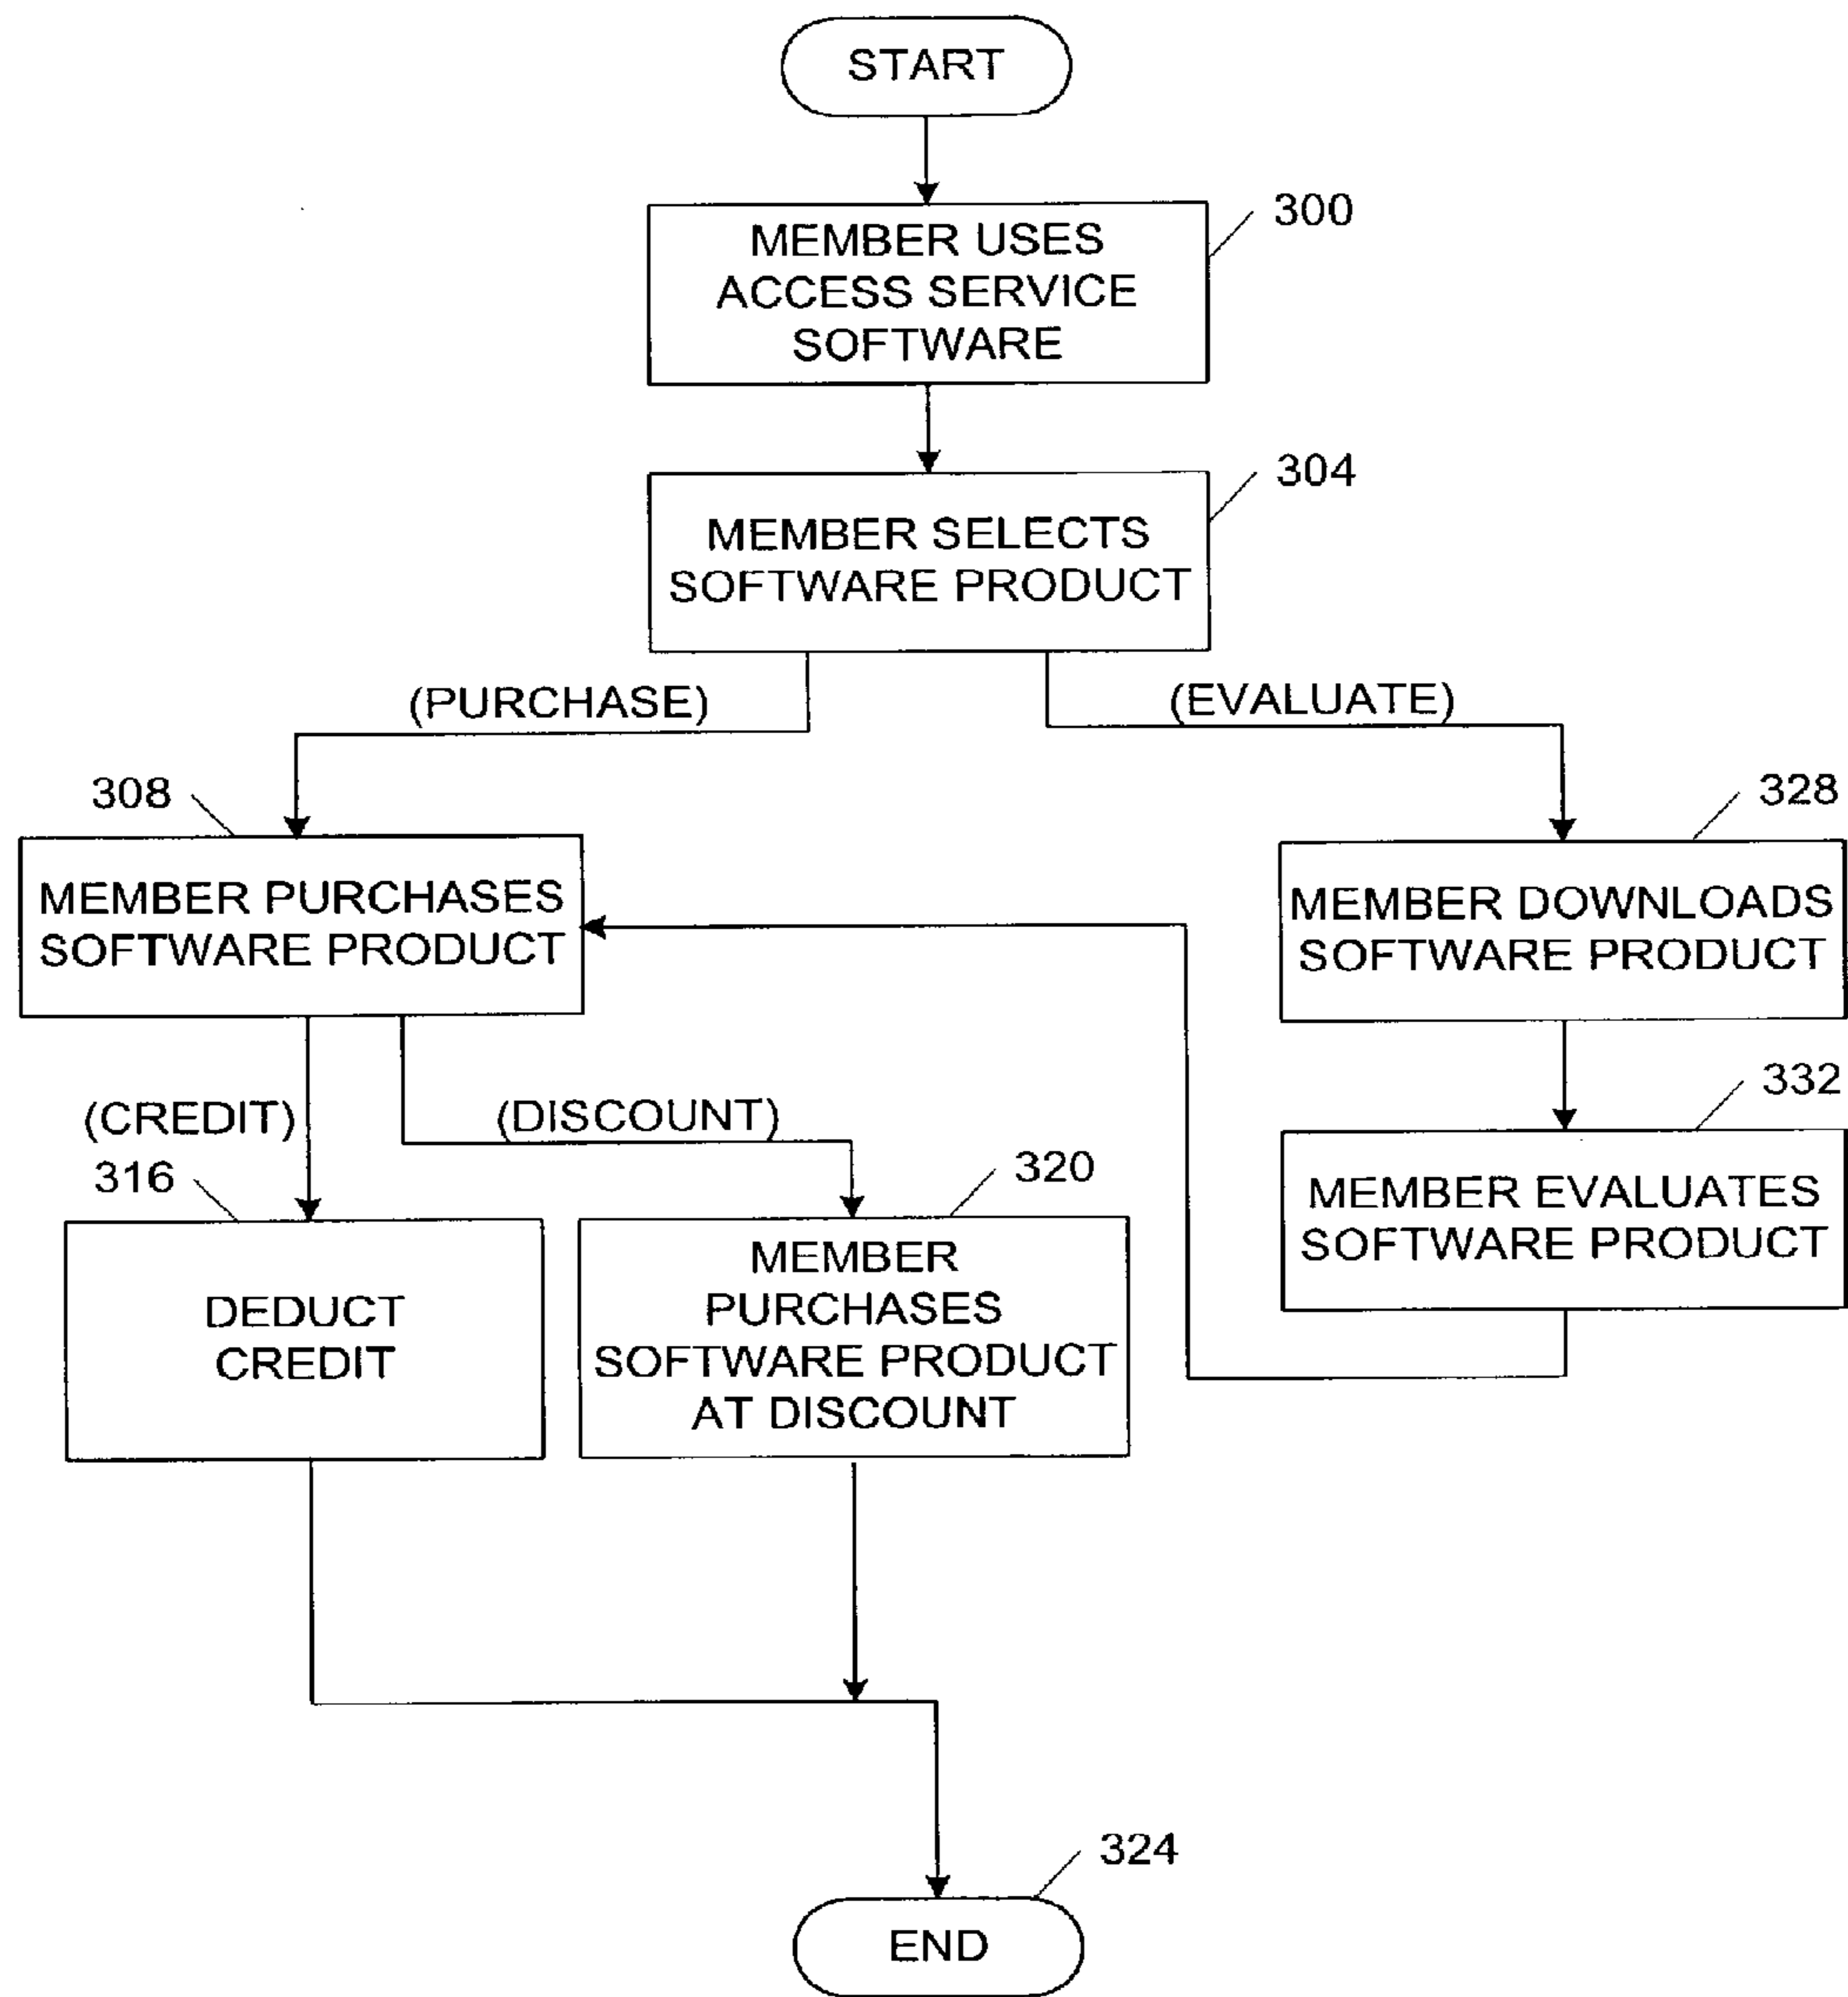 START
300
MEMBER USES
ACCESS SERVICE
SOFTWARE
304
MEMBER SELECTS
SOFTWARE PRODUCT
(PURCHASE)
(EVALUATE)
308
328
MEMBER PURCHASES
SOFTWARE PRODUCT
MEMBER DOWNLOADS
SOFTWARE PRODUCT
332
(CREDIT)
(DISCOUNT)
316
320
MEMBER EVALUATES
SOFTWARE PRODUCT
DEDUCT
CREDIT
MEMBER
PURCHASES
SOFTWARE PRODUCT
AT DISCOUNT
324
END